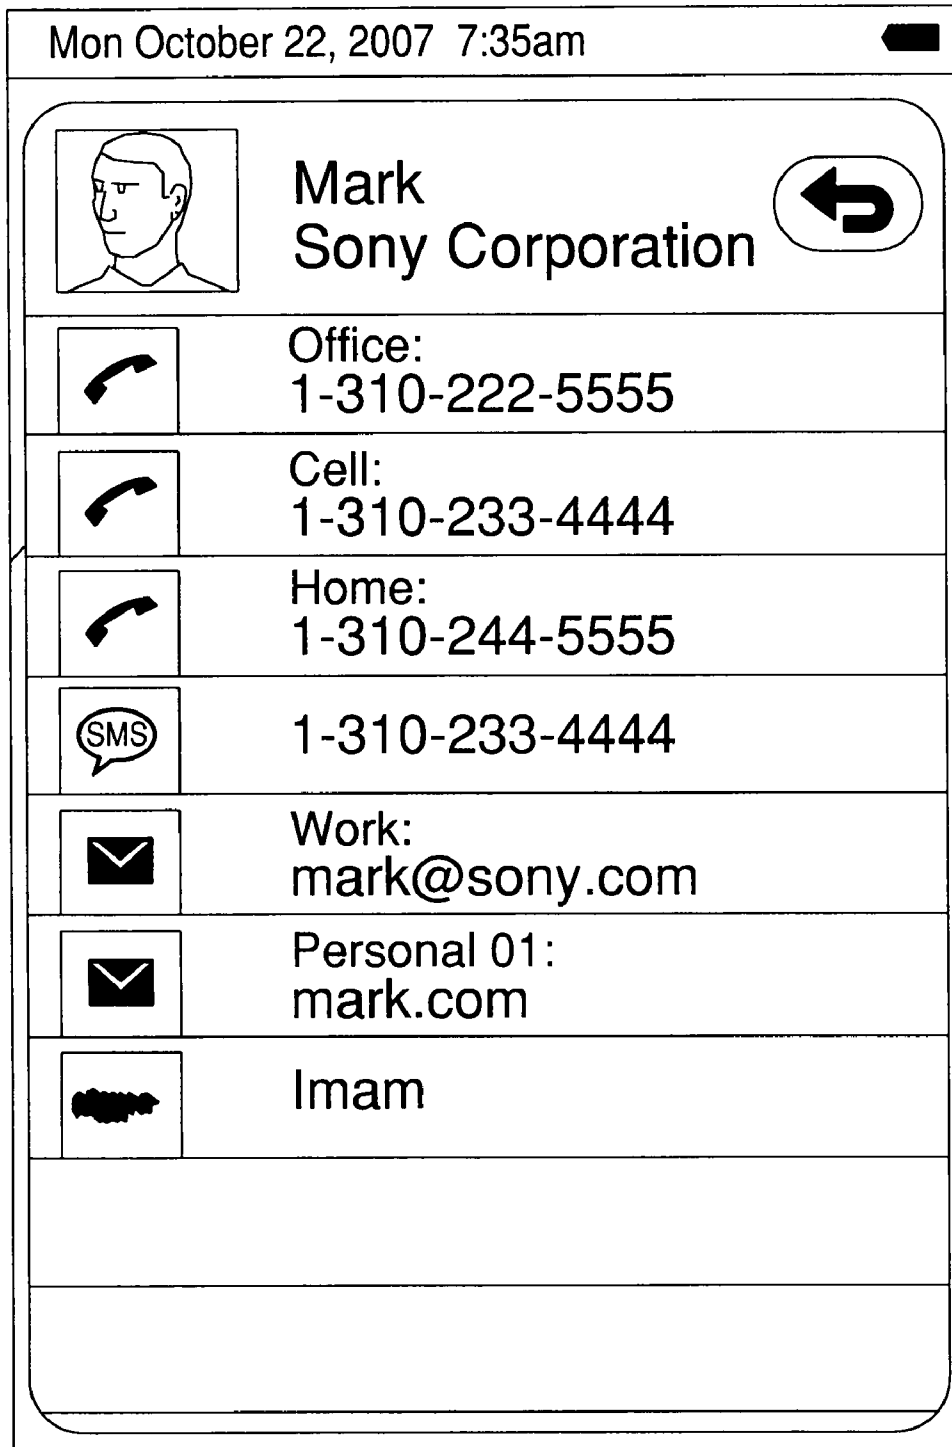 Mon October 22, 2007 7:35am
Mark
Sony Corporation
Office:
1-310-222-5555
Cell:
1-310-233-4444
Home:
1-310-244-5555
SMS
1-310-233-4444
Work:
mark@sony.com
Personal 01:
mark.com
Imam